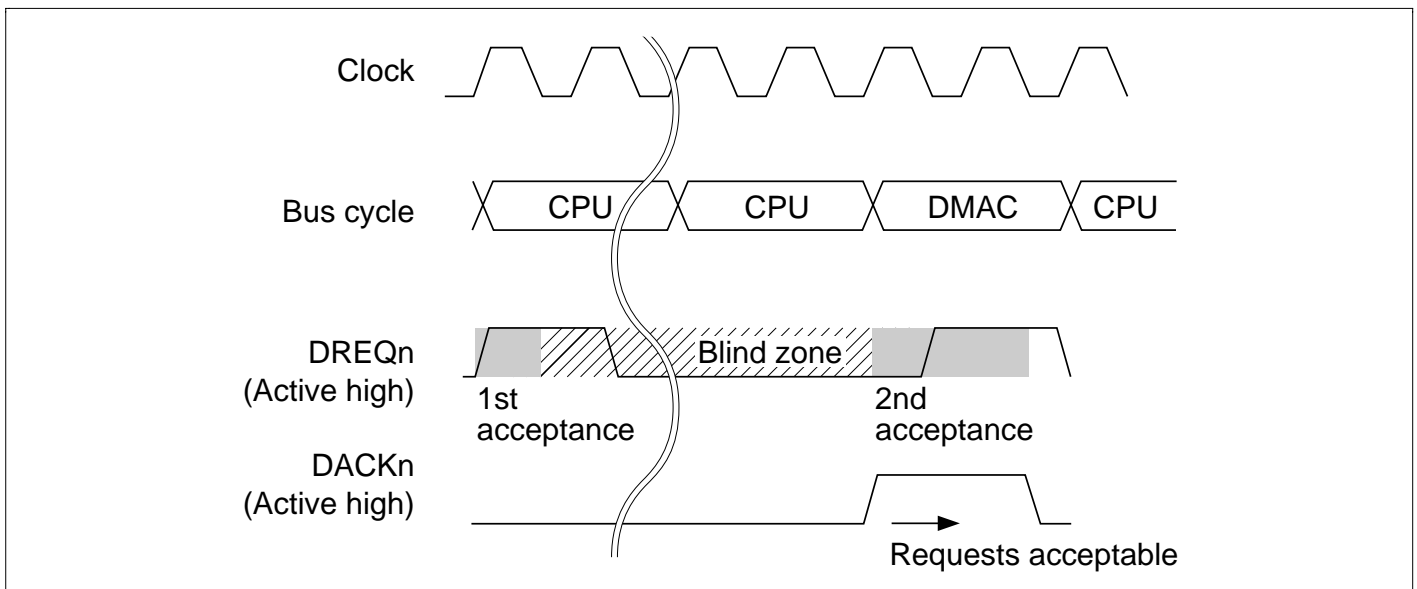 Clock
Bus cycle
CPU
CPU
DMAC
CPU
DREQn
(Active high)
Blind zone
1st
acceptance
2nd
acceptance
DACKn
(Active high)
Requests acceptable